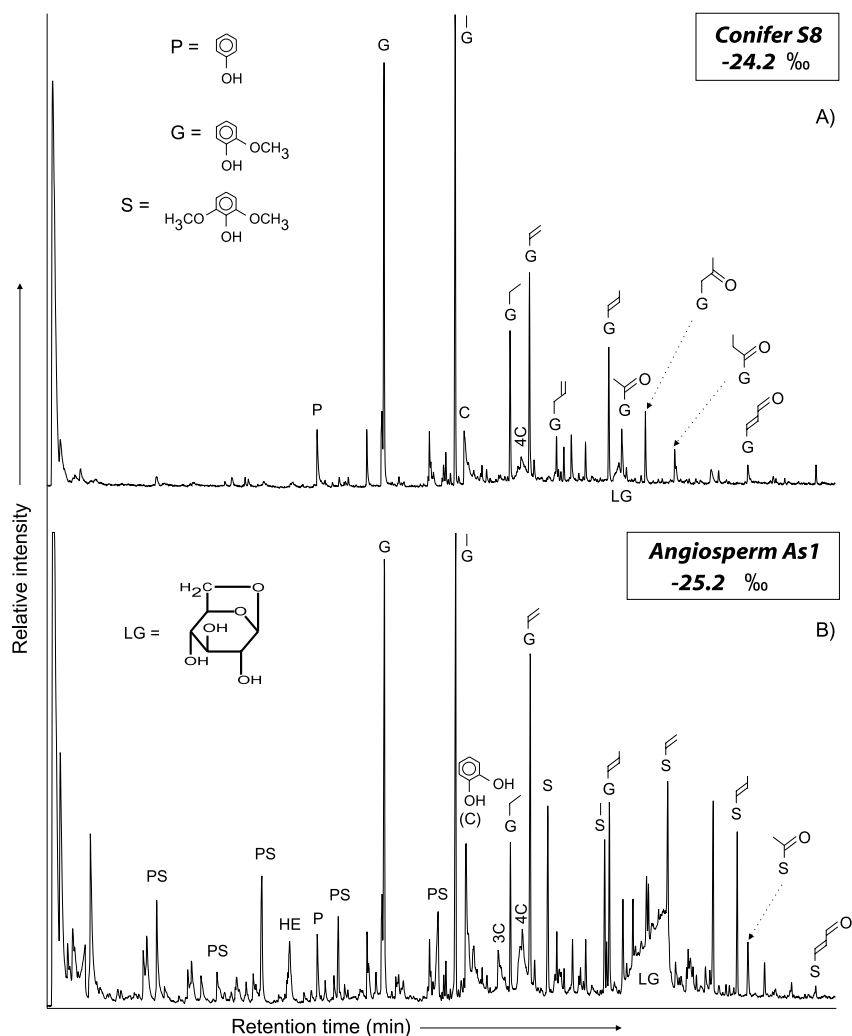 Conifer S8
-24.2 ‰
A)
P =
OH
G =
OCH3
OH
S =
H3CO
OCH3
OH
G
G
P
C
G
4C
G
G
G
G
O
LG
G
O
G
O
G
O
Relative intensity
Angiosperm As1
-25.2 ‰
B)
LG =
H2C
O
O
OH
OH
OH
PS
PS
PS
HE
P
PS
G
PS
G
OH
OH
(C)
3C
G
4C
G
S
S
G
LG
S
S
O
S
O
S
Retention time (min)